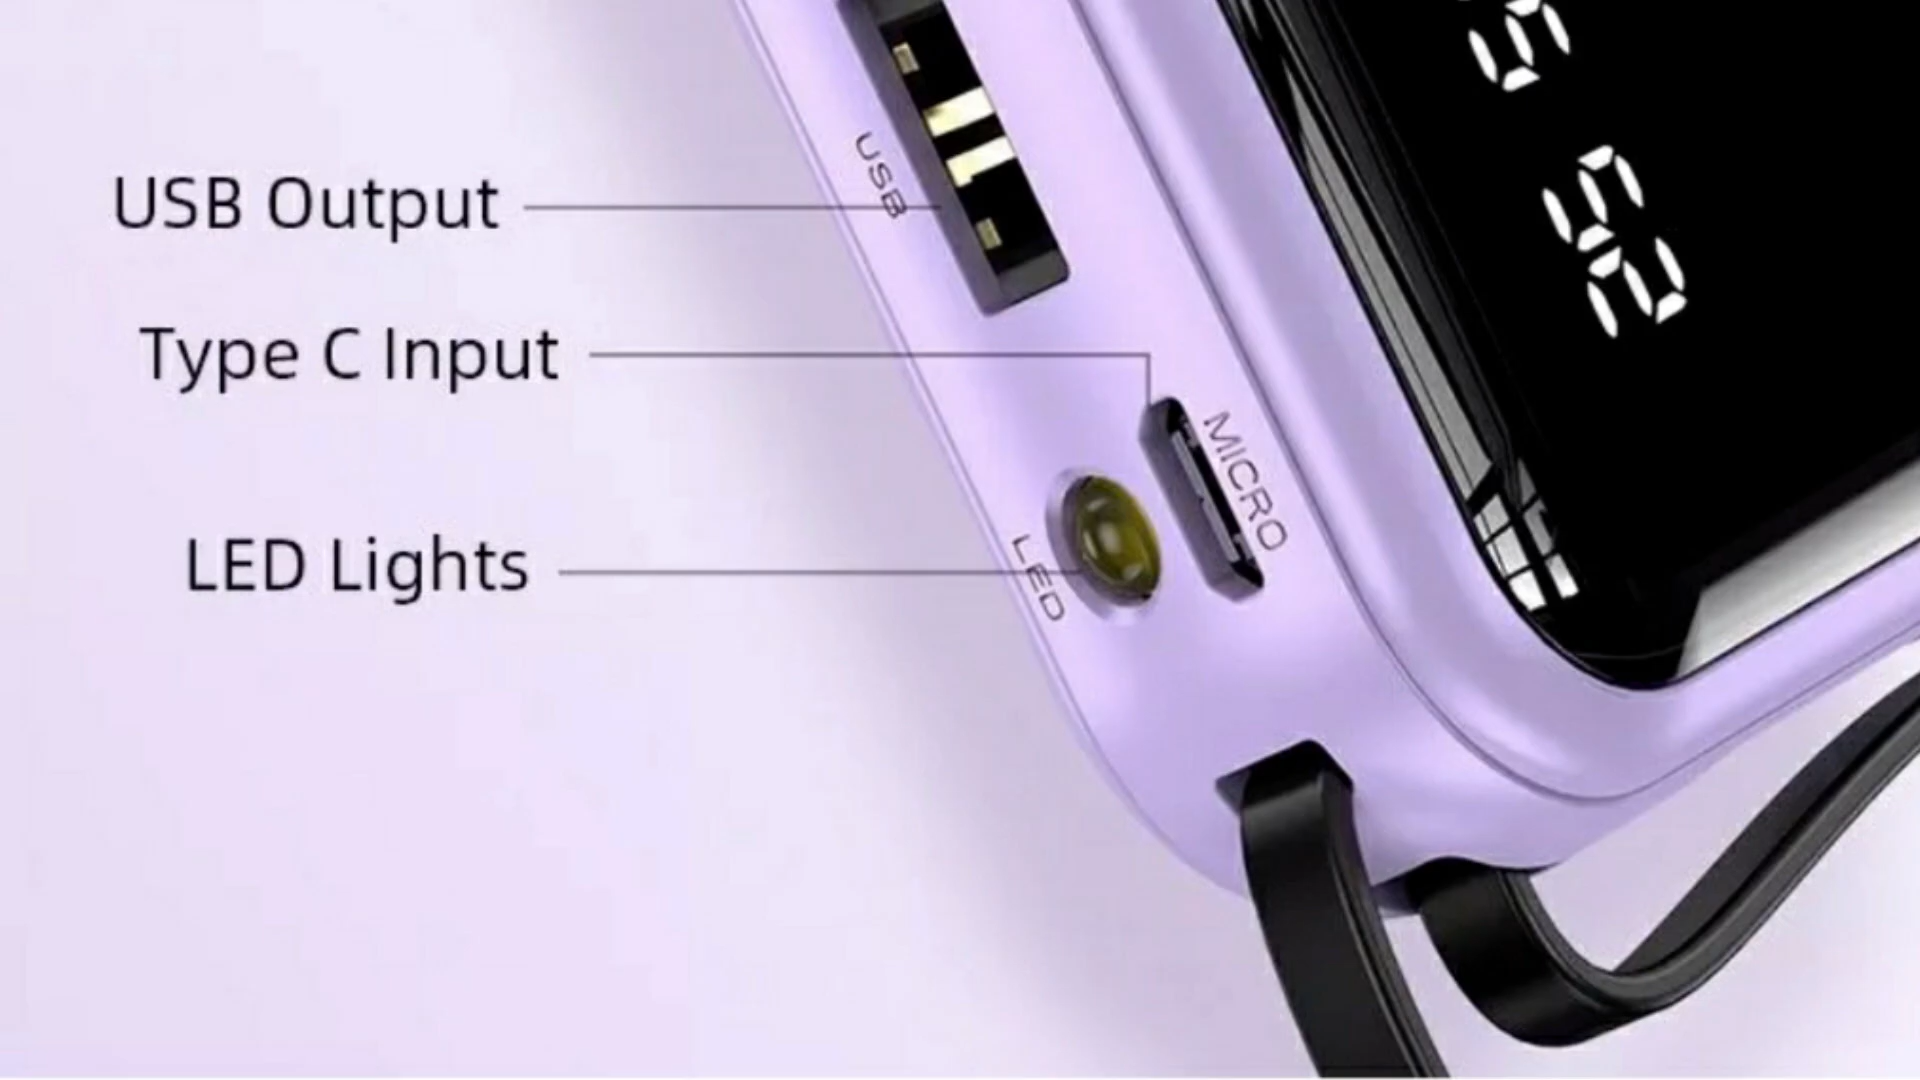 USB Output
USB
Type C Input
MICRO
LED Lights
LED